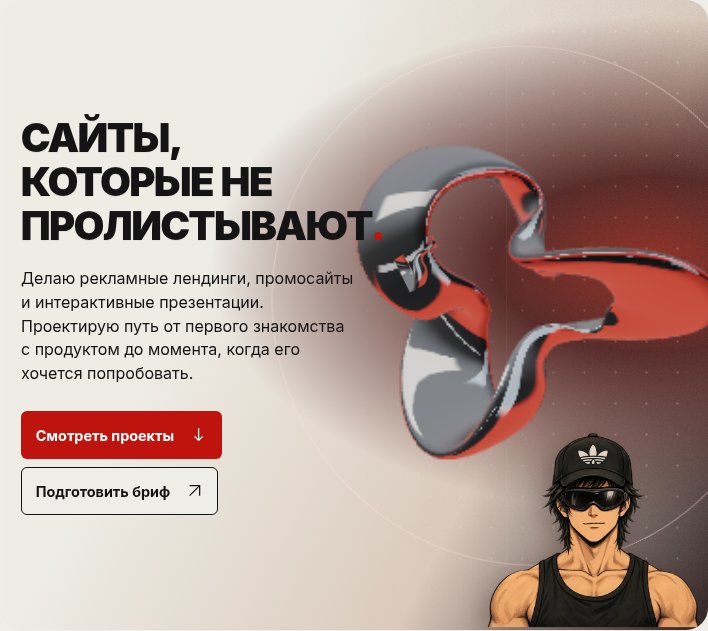 САЙТЫ,
КОТОРЫЕ НЕ
ПРОЛИСТЫВАЮТ.
Делаю рекламные лендинги, промосайты
и интерактивные презентации.
Проектирую путь от первого знакомства
с продуктом до момента, когда его
хочется попробовать.
Смотреть проекты ↓
Подготовить бриф ↗